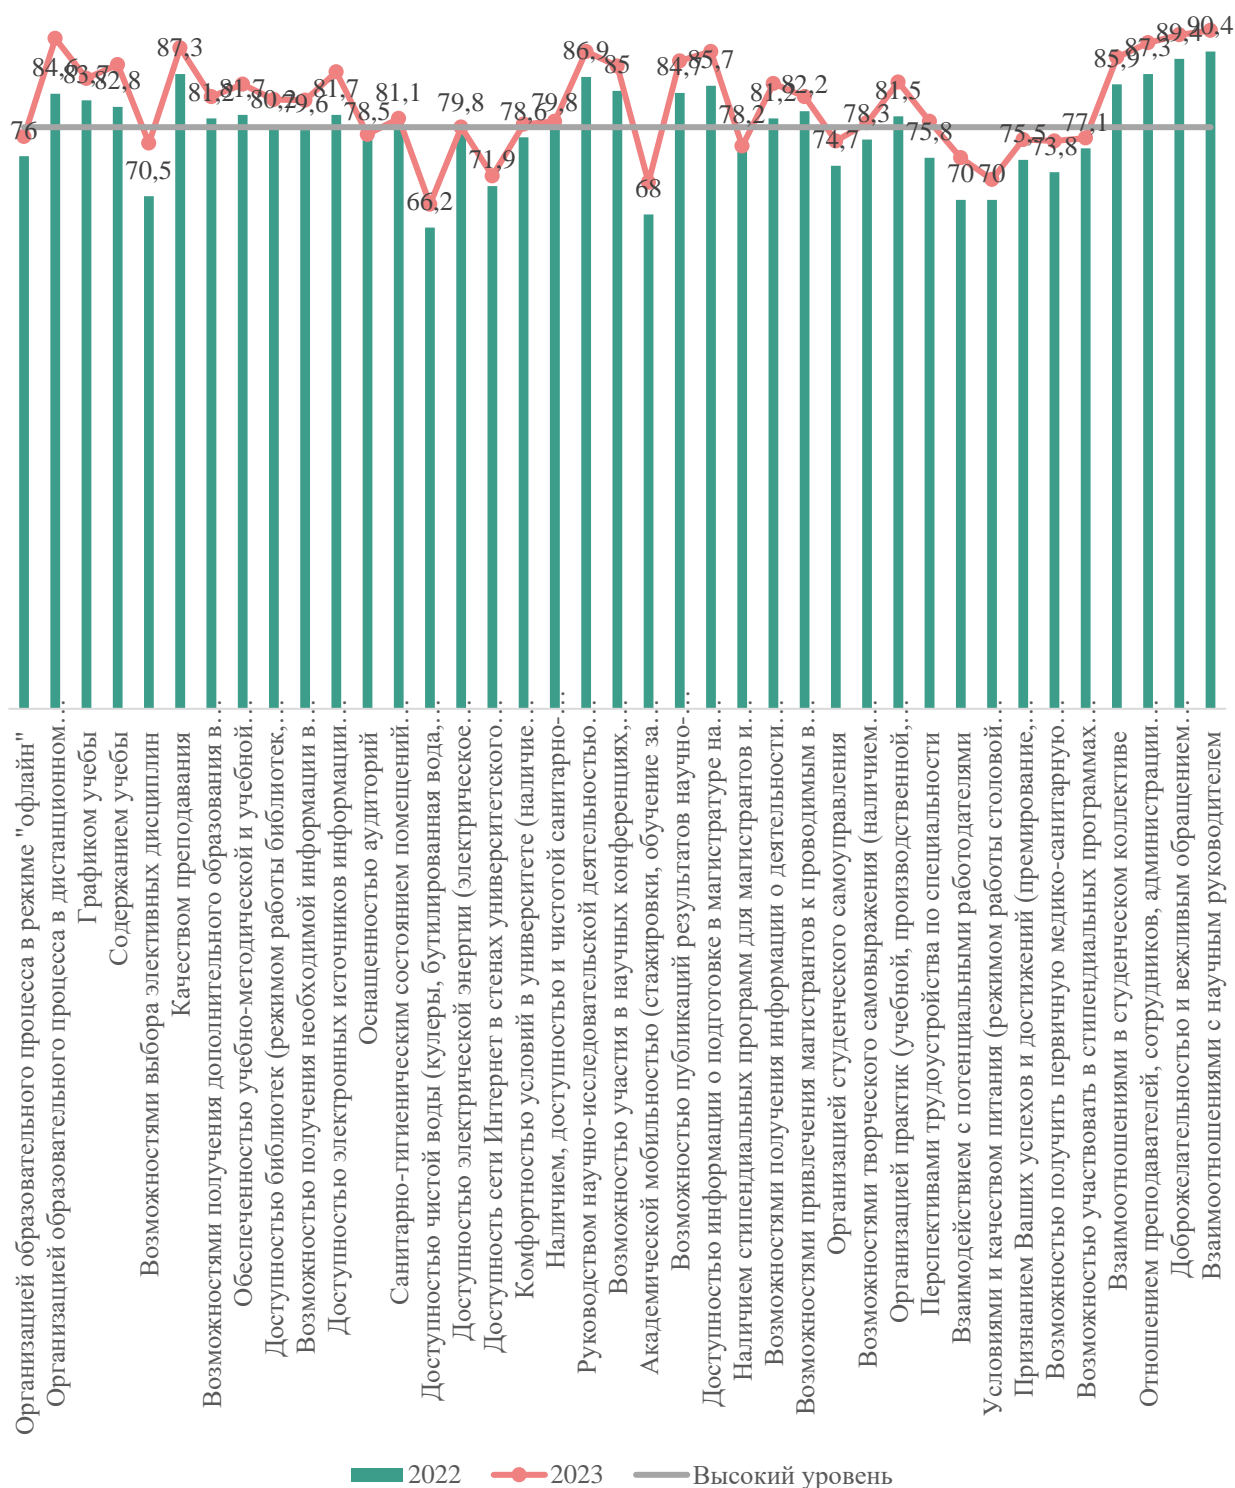 76
84,6
83,7
82,8
70,5
87,3
81,2
81,7
80,2
79,6
81,7
78,5
81,1
66,2
79,8
71,9
78,6
79,8
86,9
85
68
84,7
85,7
78,2
81,2
82,2
74,7
78,3
81,5
75,8
70
70
75,5
73,8
77,1
85,9
87,3
89,4
90,4
Организацией образовательного процесса в режиме "офлайн"
Организацией образовательного процесса в дистанционном…
Графиком учебы
Содержанием учебы
Возможностями выбора элективных дисциплин
Качеством преподавания
Возможностями получения дополнительного образования в…
Обеспеченностью учебно-методической и учебной…
Доступностью библиотек (режимом работы библиотек,…
Возможностью получения необходимой информации в…
Доступностью электронных источников информации…
Оснащенностью аудиторий
Санитарно-гигиеническим состоянием помещений…
Доступностью чистой воды (кулеры, бутилированная вода,…
Доступностью электрической энергии (электрическое…
Доступность сети Интернет в стенах университетского…
Комфортностью условий в университете (наличие…
Наличием, доступностью и чистотой санитарно-…
Руководством научно-исследовательской деятельностью…
Возможностью участия в научных конференциях,…
Академической мобильностью (стажировки, обучение за…
Возможностью публикаций результатов научно-…
Доступностью информации о подготовке в магистратуре на…
Наличием стипендиальных программ для магистрантов и…
Возможностями получения информации о деятельности…
Возможностями привлечения магистрантов к проводимым в…
Организацией студенческого самоуправления
Возможностями творческого самовыражения (наличием…
Организацией практик (учебной, производственной,…
Перспективами трудоустройства по специальности
Взаимодействием с потенциальными работодателями
Условиями и качеством питания (режимом работы столовой…
Признанием Ваших успехов и достижений (премирование,…
Возможностью получить первичную медико-санитарную…
Возможностью участвовать в стипендиальных программах…
Взаимоотношениями в студенческом коллективе
Отношением преподавателей, сотрудников, администрации…
Доброжелательностью и вежливым обращением…
Взаимоотношениями с научным руководителем
2022
2023
Высокий уровень